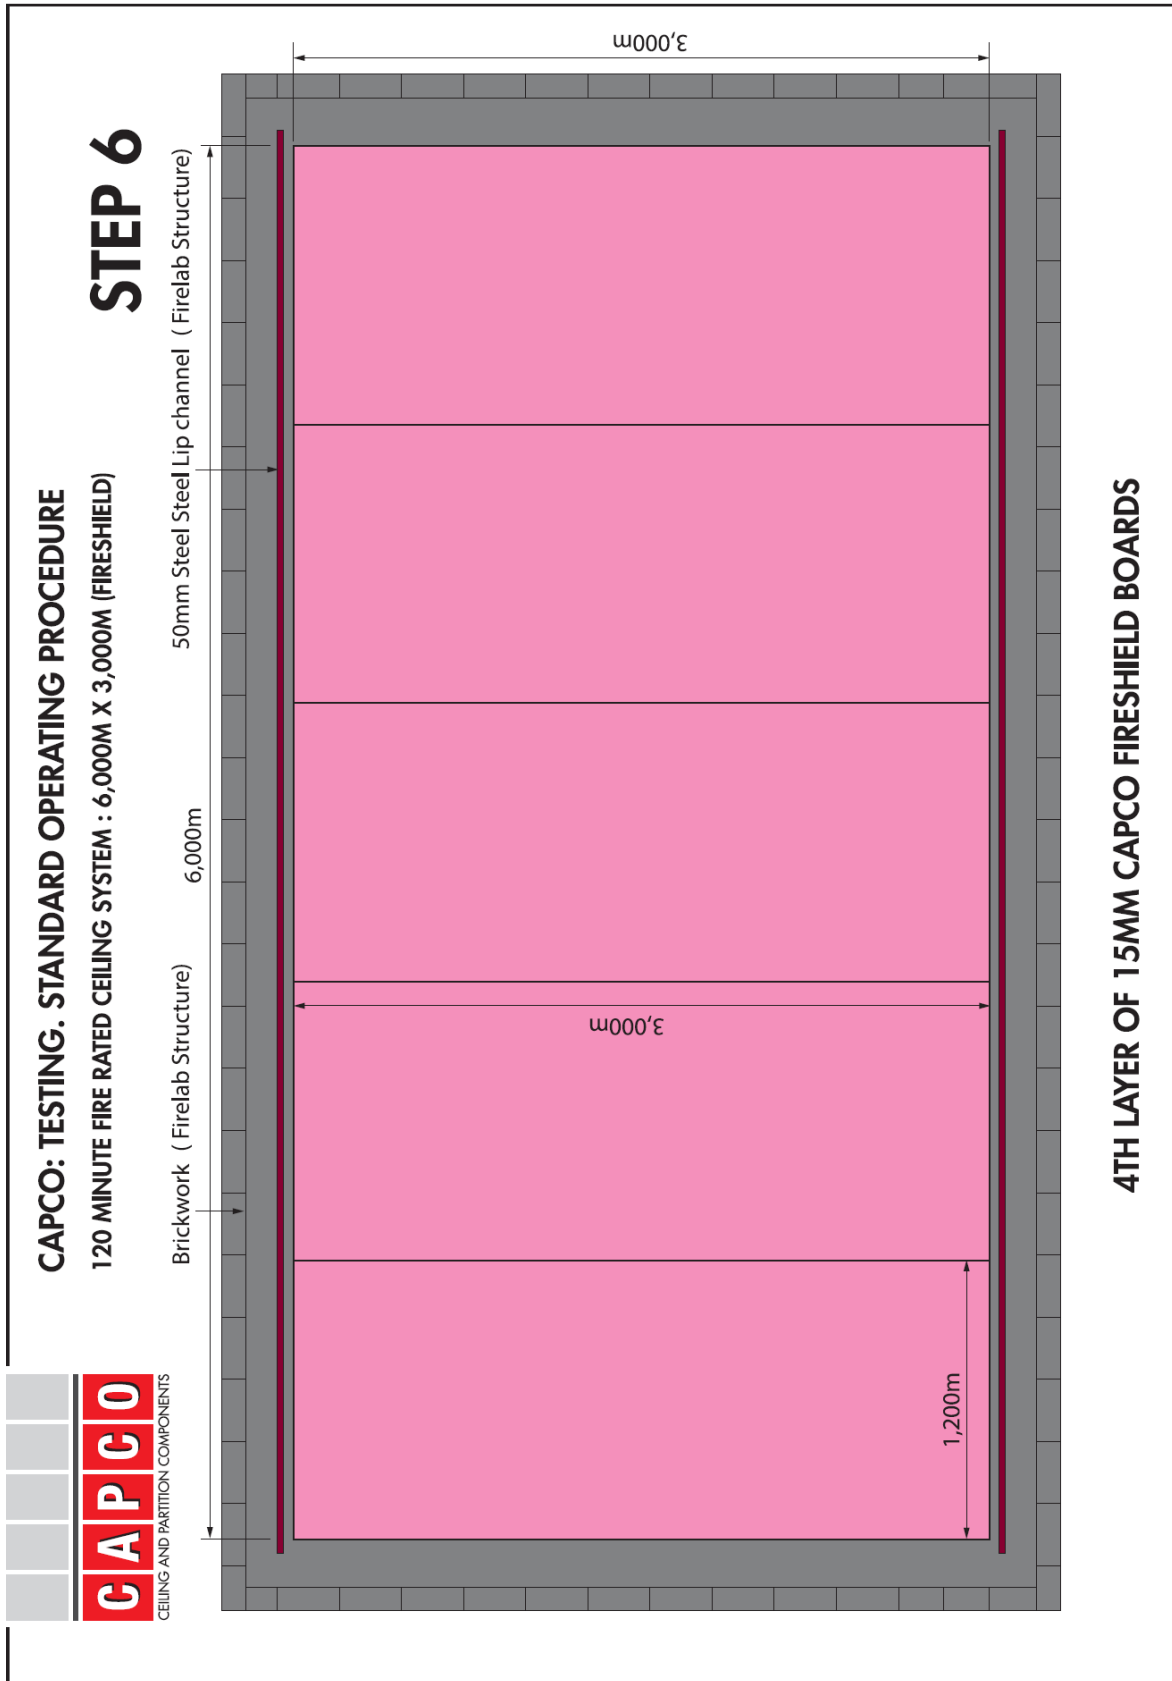 CAPCO
CEILING AND PARTITION COMPONENTS
CAPCO: TESTING. STANDARD OPERATING PROCEDURE
120 MINUTE FIRE RATED CEILING SYSTEM : 6,000M X 3,000M (FIRESHIELD)
STEP 6
Brickwork ( Firelab Structure)
50mm Steel Steel Lip channel ( Firelab Structure)
6,000m
3,000m
3,000m
1,200m
4TH LAYER OF 15MM CAPCO FIRESHIELD BOARDS